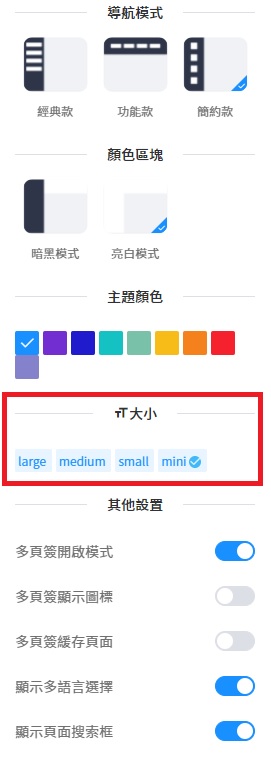 導航模式
經典款 功能款 簡約款
顏色區塊
暗黑模式 亮白模式
主題顏色
大小
large medium small mini
其他設置
多頁簽開啟模式
多頁簽顯示圖標
多頁簽緩存頁面
顯示多語言選擇
顯示頁面搜索框